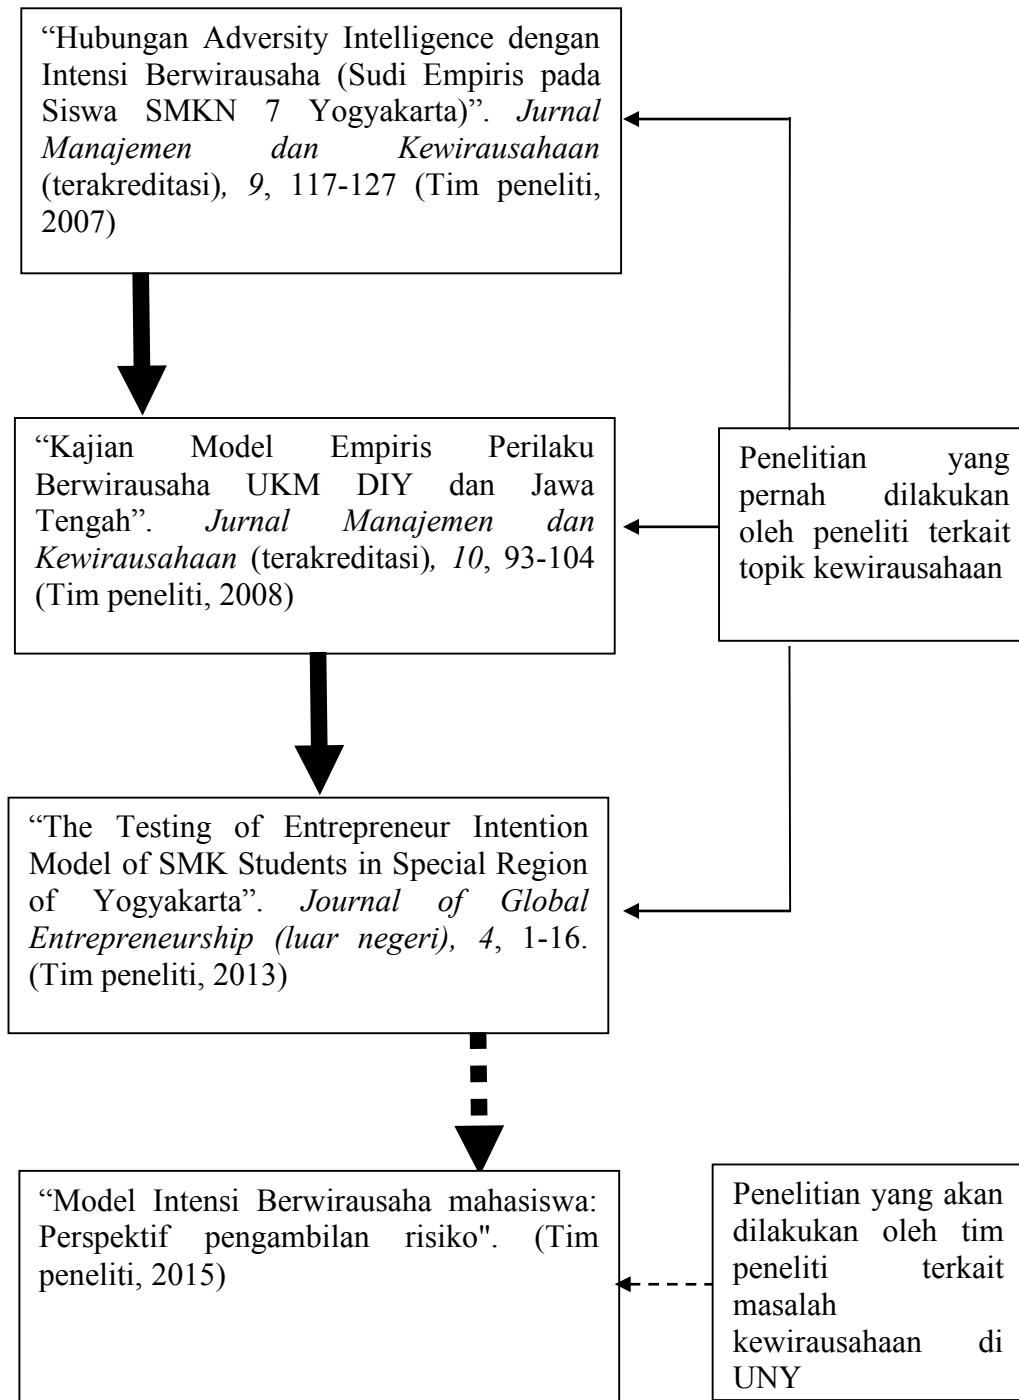 “Hubungan Adversity Intelligence dengan
Intensi Berwirausaha (Sudi Empiris pada
Siswa SMKN 7 Yogyakarta)”. Jurnal
Manajemen dan Kewirausahaan
(terakreditasi), 9, 117-127 (Tim peneliti,
2007)
“Kajian Model Empiris Perilaku
Berwirausaha UKM DIY dan Jawa
Tengah”. Jurnal Manajemen dan
Kewirausahaan (terakreditasi), 10, 93-104
(Tim peneliti, 2008)
Penelitian yang
pernah dilakukan
oleh peneliti terkait
topik kewirausahaan
“The Testing of Entrepreneur Intention
Model of SMK Students in Special Region
of Yogyakarta”. Journal of Global
Entrepreneurship (luar negeri), 4, 1-16.
(Tim peneliti, 2013)
“Model Intensi Berwirausaha mahasiswa:
Perspektif pengambilan risiko". (Tim
peneliti, 2015)
Penelitian yang akan
dilakukan oleh tim
peneliti terkait
masalah
kewirausahaan di
UNY